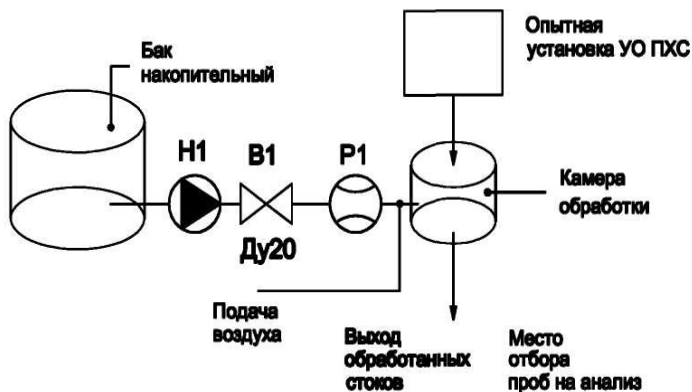 Опытная
установка УО ПХС
Бак
накопительный
Н1
В1
Р1
Камера
обработки
Ду20
Подача
воздуха
Выход
обработанных
стоков
Место
отбора
проб на анализ